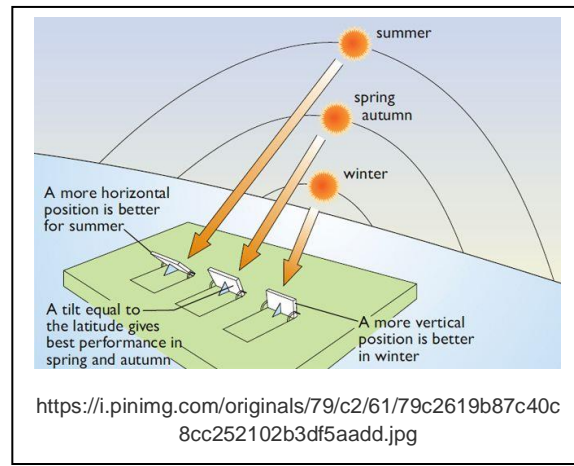 summer
spring
autumn
winter
A more horizontal
position is better
for summer
A tilt equal to
the latitude gives
best performance in
spring and autumn
A more vertical
position is better
in winter
https://i.pinimg.com/originals/79/c2/61/79c2619b87c40c
8cc252102b3df5aadd.jpg